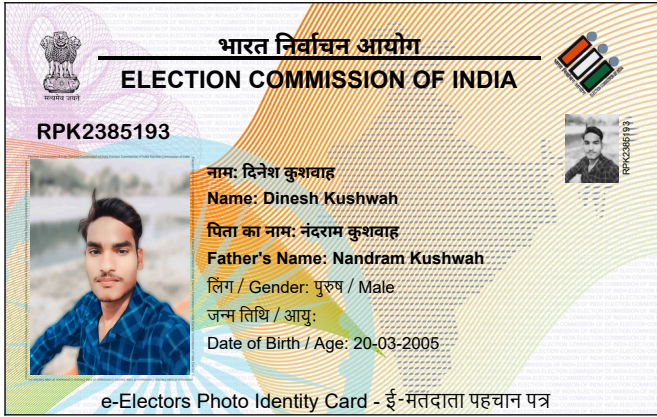 भारत निर्वाचन आयोग
ELECTION COMMISSION OF INDIA
सत्यमेव जयते
RPK2385193
RPK2385193
नाम: दिनेश कुशवाह
Name: Dinesh Kushwah
पिता का नाम: नंदराम कुशवाह
Father's Name: Nandram Kushwah
लिंग / Gender: पुरुष / Male
जन्म तिथि / आयु:
Date of Birth / Age: 20-03-2005
e-Electors Photo Identity Card - ई-मतदाता पहचान पत्र